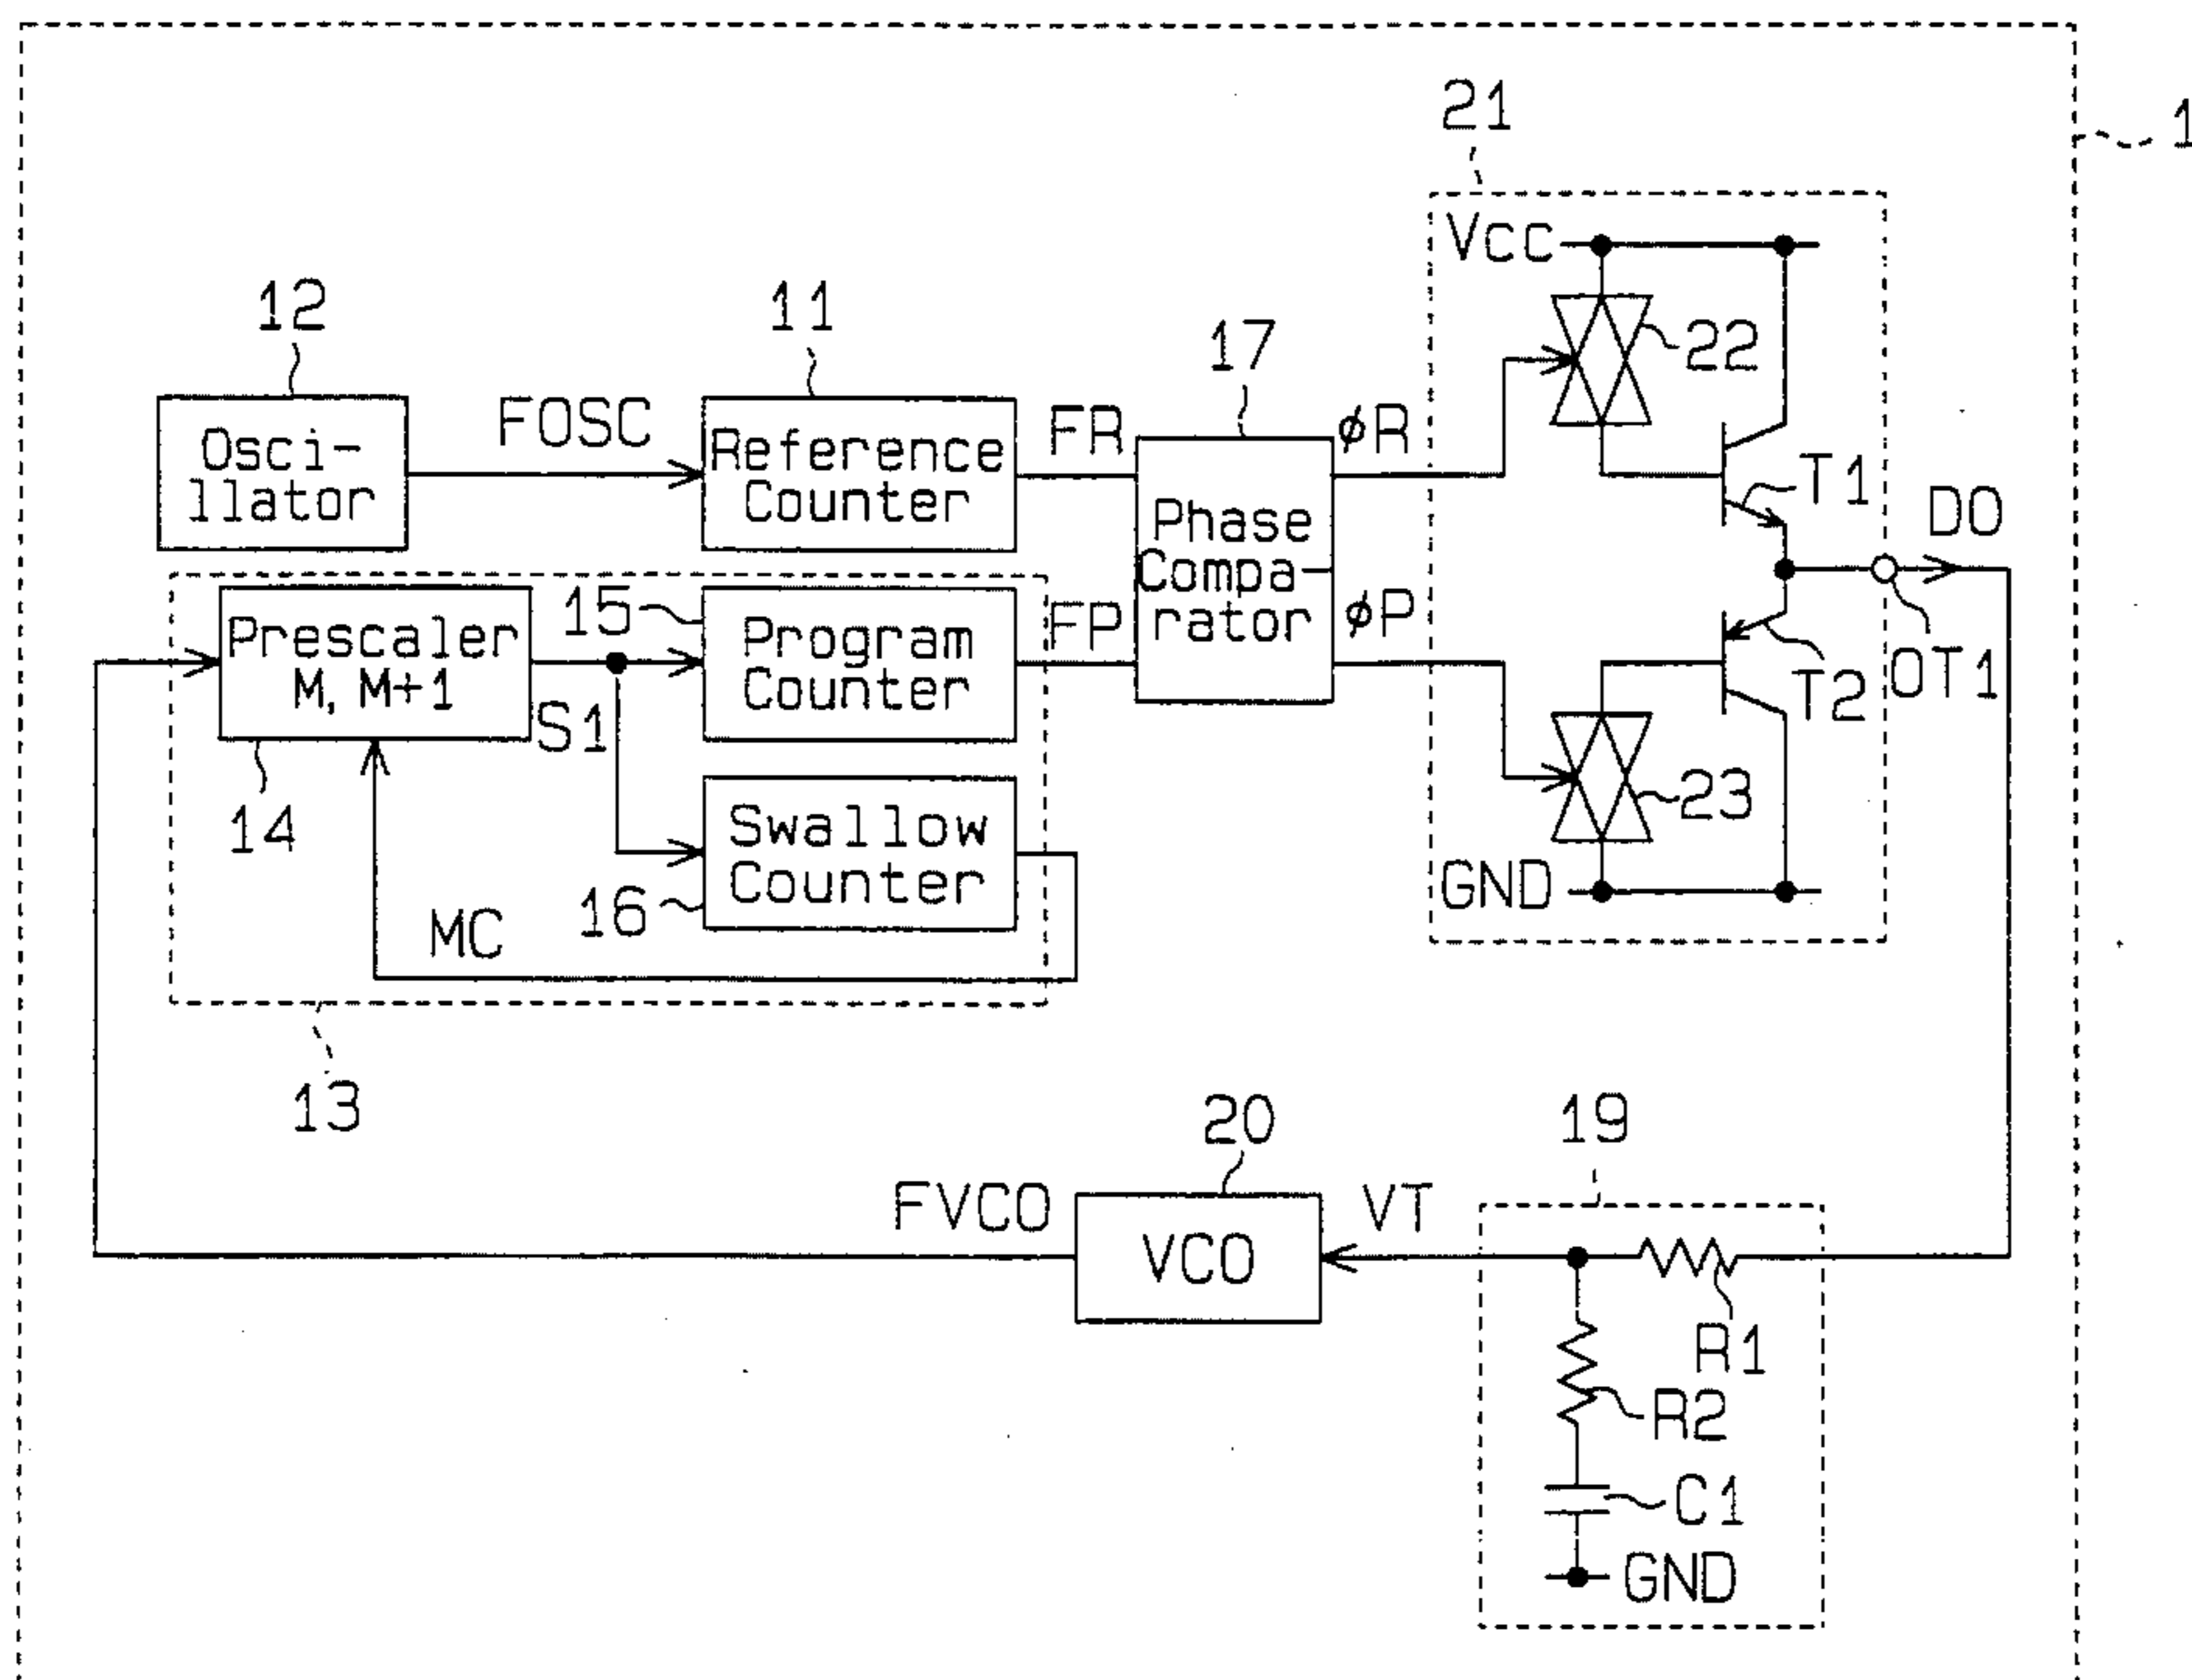 1
21
Vcc
12
11
17
22
Osci-
llator
FOSC
Reference
Counter
FR
Phase
Compa-
rator
φR
T1
DO
15
Prescaler
M, M+1
S1
Program
Counter
FP
φP
T2
OT1
14
23
Swallow
Counter
16
MC
GND
13
20
19
FVCO
VCO
VT
R1
R2
C1
GND